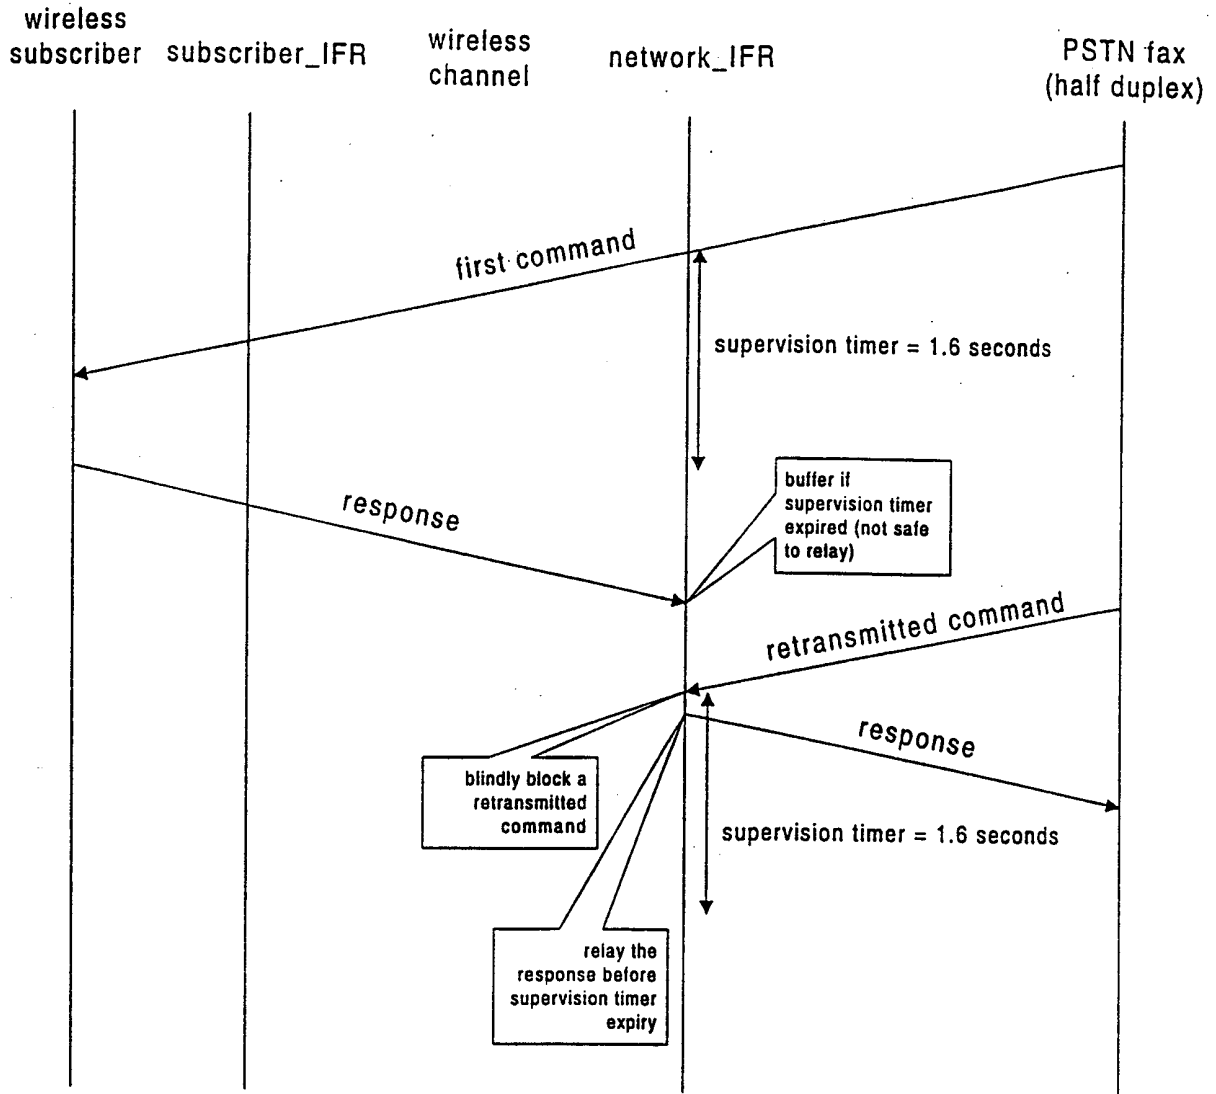 wireless
subscriber
subscriber_IFR
wireless
channel
network_IFR
PSTN fax
(half duplex)
first command
supervision timer = 1.6 seconds
response
buffer if
supervision timer
expired (not safe
to relay)
retransmitted command
response
blindly block a
retransmitted
command
supervision timer = 1.6 seconds
relay the
response before
supervision timer
expiry